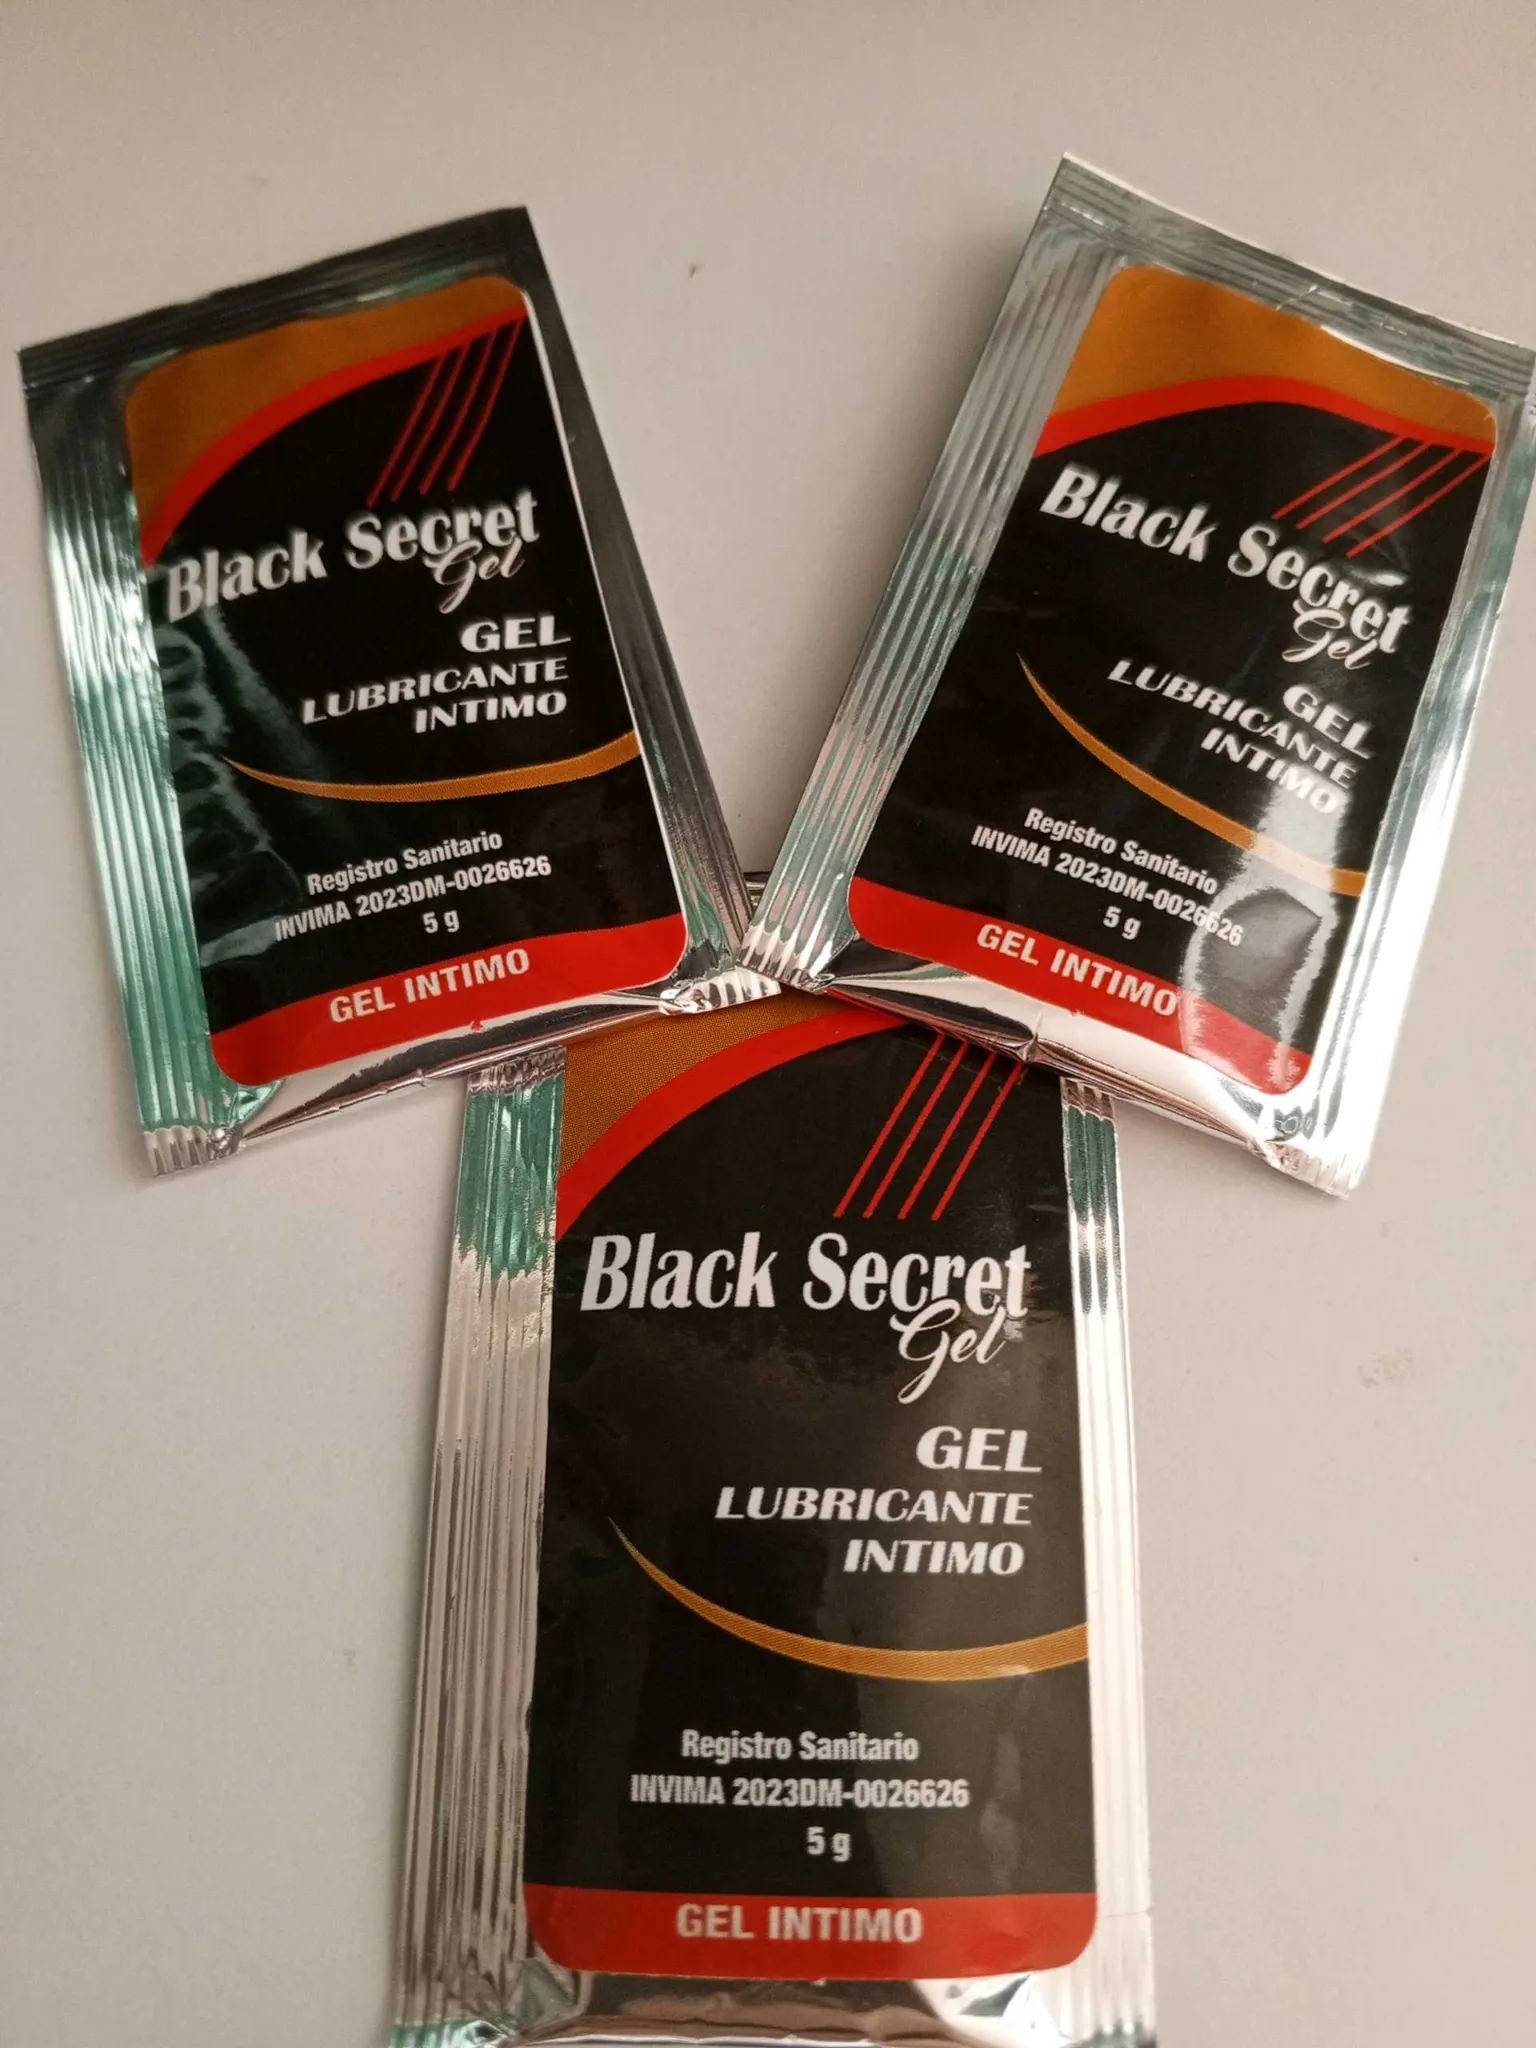 Black Secret
Gel
GEL
LUBRICANTE
INTIMO
Registro Sanitario
INVIMA 2023DM-0026626
5 g
GEL INTIMO
Black Secret
Gel
GEL
LUBRICANTE
INTIMO
Registro Sanitario
INVIMA 2023DM-0026626
5 g
GEL INTIMO
Black Secret
Gel
GEL
LUBRICANTE
INTIMO
Registro Sanitario
INVIMA 2023DM-0026626
5 g
GEL INTIMO